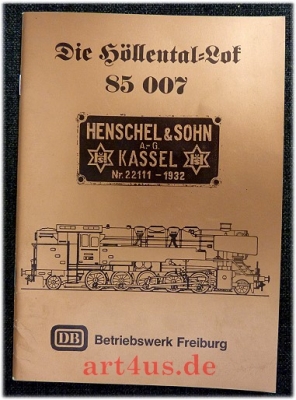 Die Höllental=Lok
85 007
HENSCHEL & SOHN
A.-G.
KASSEL
Nr. 22111 – 1932
DB Betriebswerk Freiburg
art4us.de